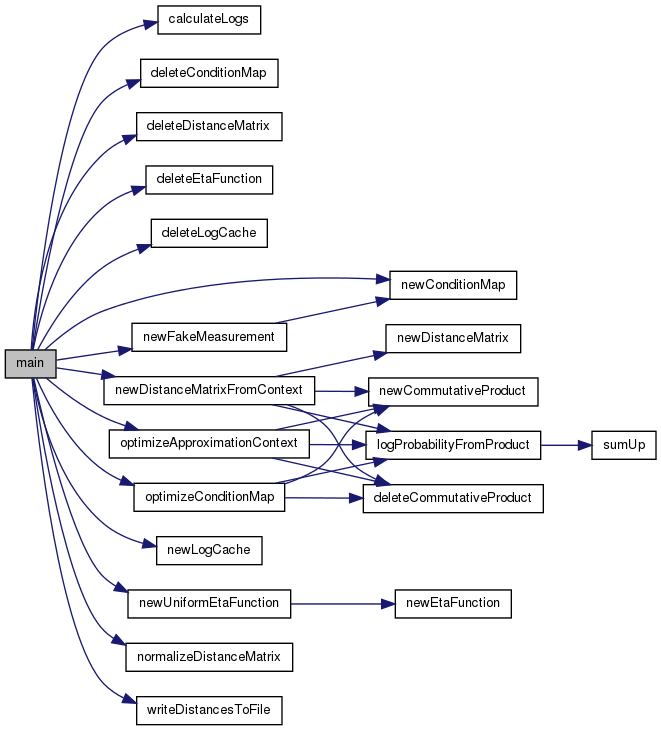 calculateLogs
deleteConditionMap
deleteDistanceMatrix
deleteEtaFunction
deleteLogCache
newConditionMap
newFakeMeasurement
newDistanceMatrix
main
newDistanceMatrixFromContext
newCommutativeProduct
optimizeApproximationContext
logProbabilityFromProduct
sumUp
optimizeConditionMap
deleteCommutativeProduct
newLogCache
newUniformEtaFunction
newEtaFunction
normalizeDistanceMatrix
writeDistancesToFile